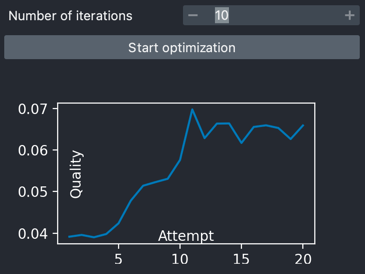 Number of iterations − 10 +
Start optimization
0.07
0.06
0.05
0.04
Quality
Attempt
5 10 15 20